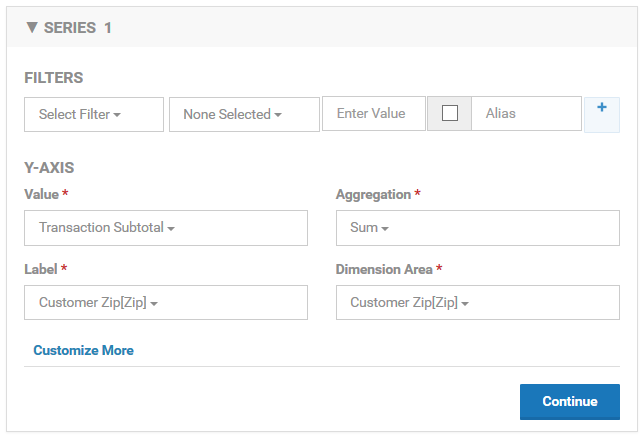 ▼ SERIES 1
FILTERS
Select Filter None Selected Enter Value Alias +
Y-AXIS
Value * Aggregation *
Transaction Subtotal Sum
Label * Dimension Area *
Customer Zip[Zip] Customer Zip[Zip]
Customize More
Continue